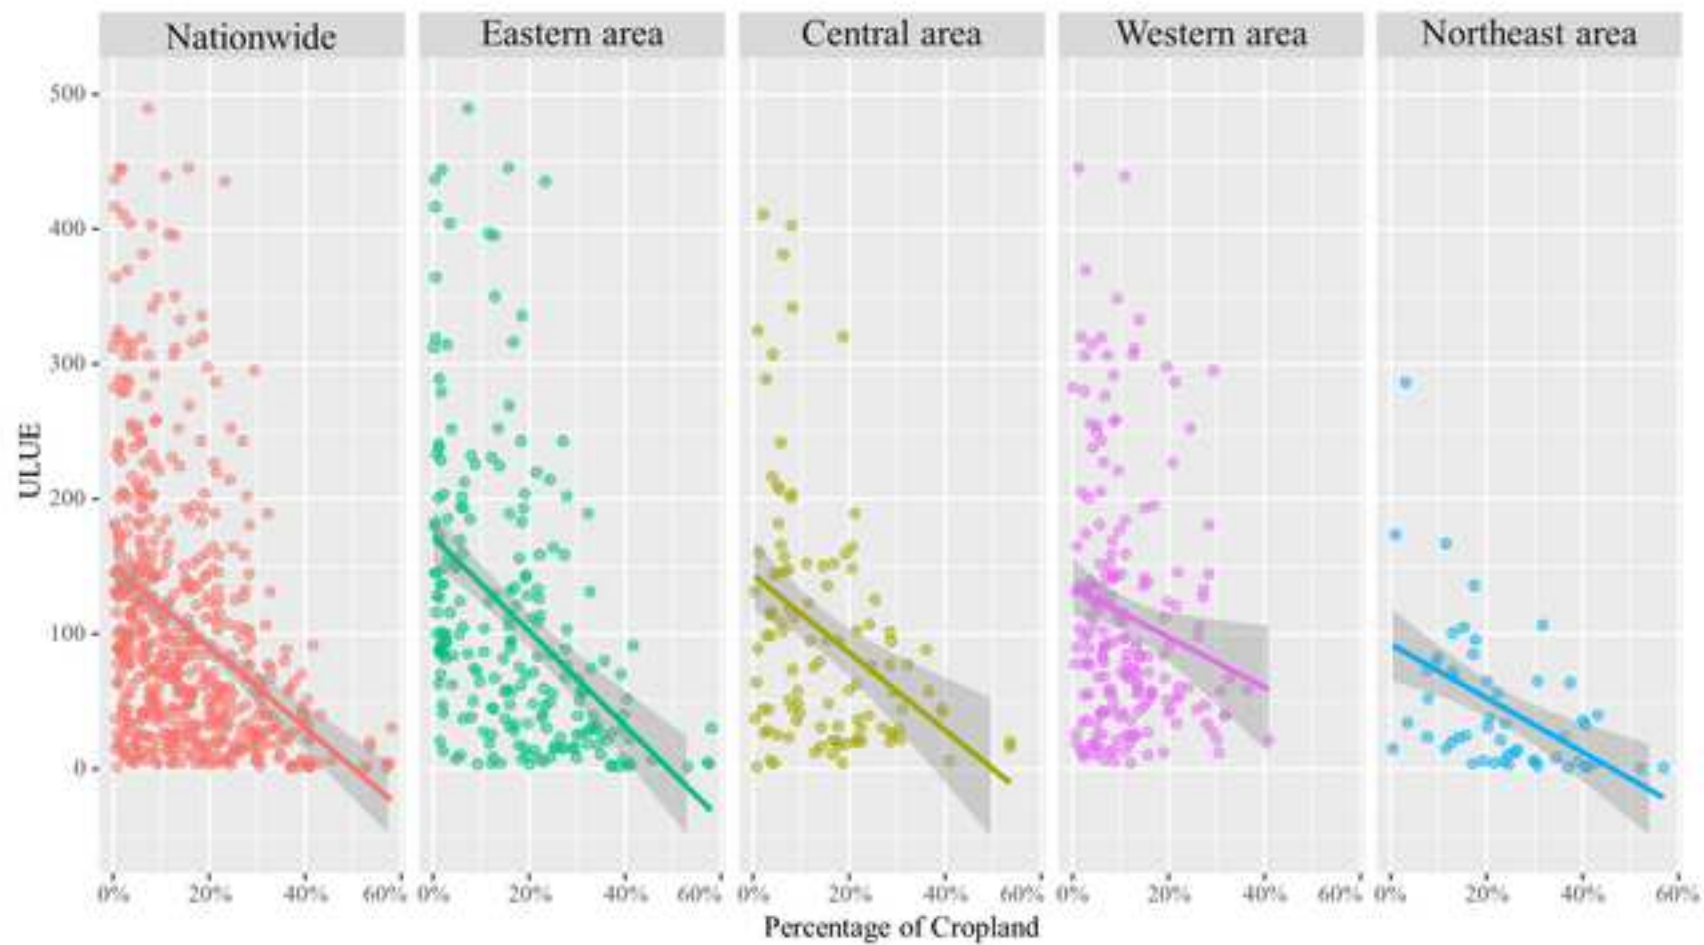 Nationwide Eastern area Central area Western area Northeast area
500
400
300
200
100
0
ULUE
0% 20% 40% 60% 0% 20% 40% 60% 0% 20% 40% 60% 0% 20% 40% 60% 0% 20% 40% 60%
Percentage of Cropland